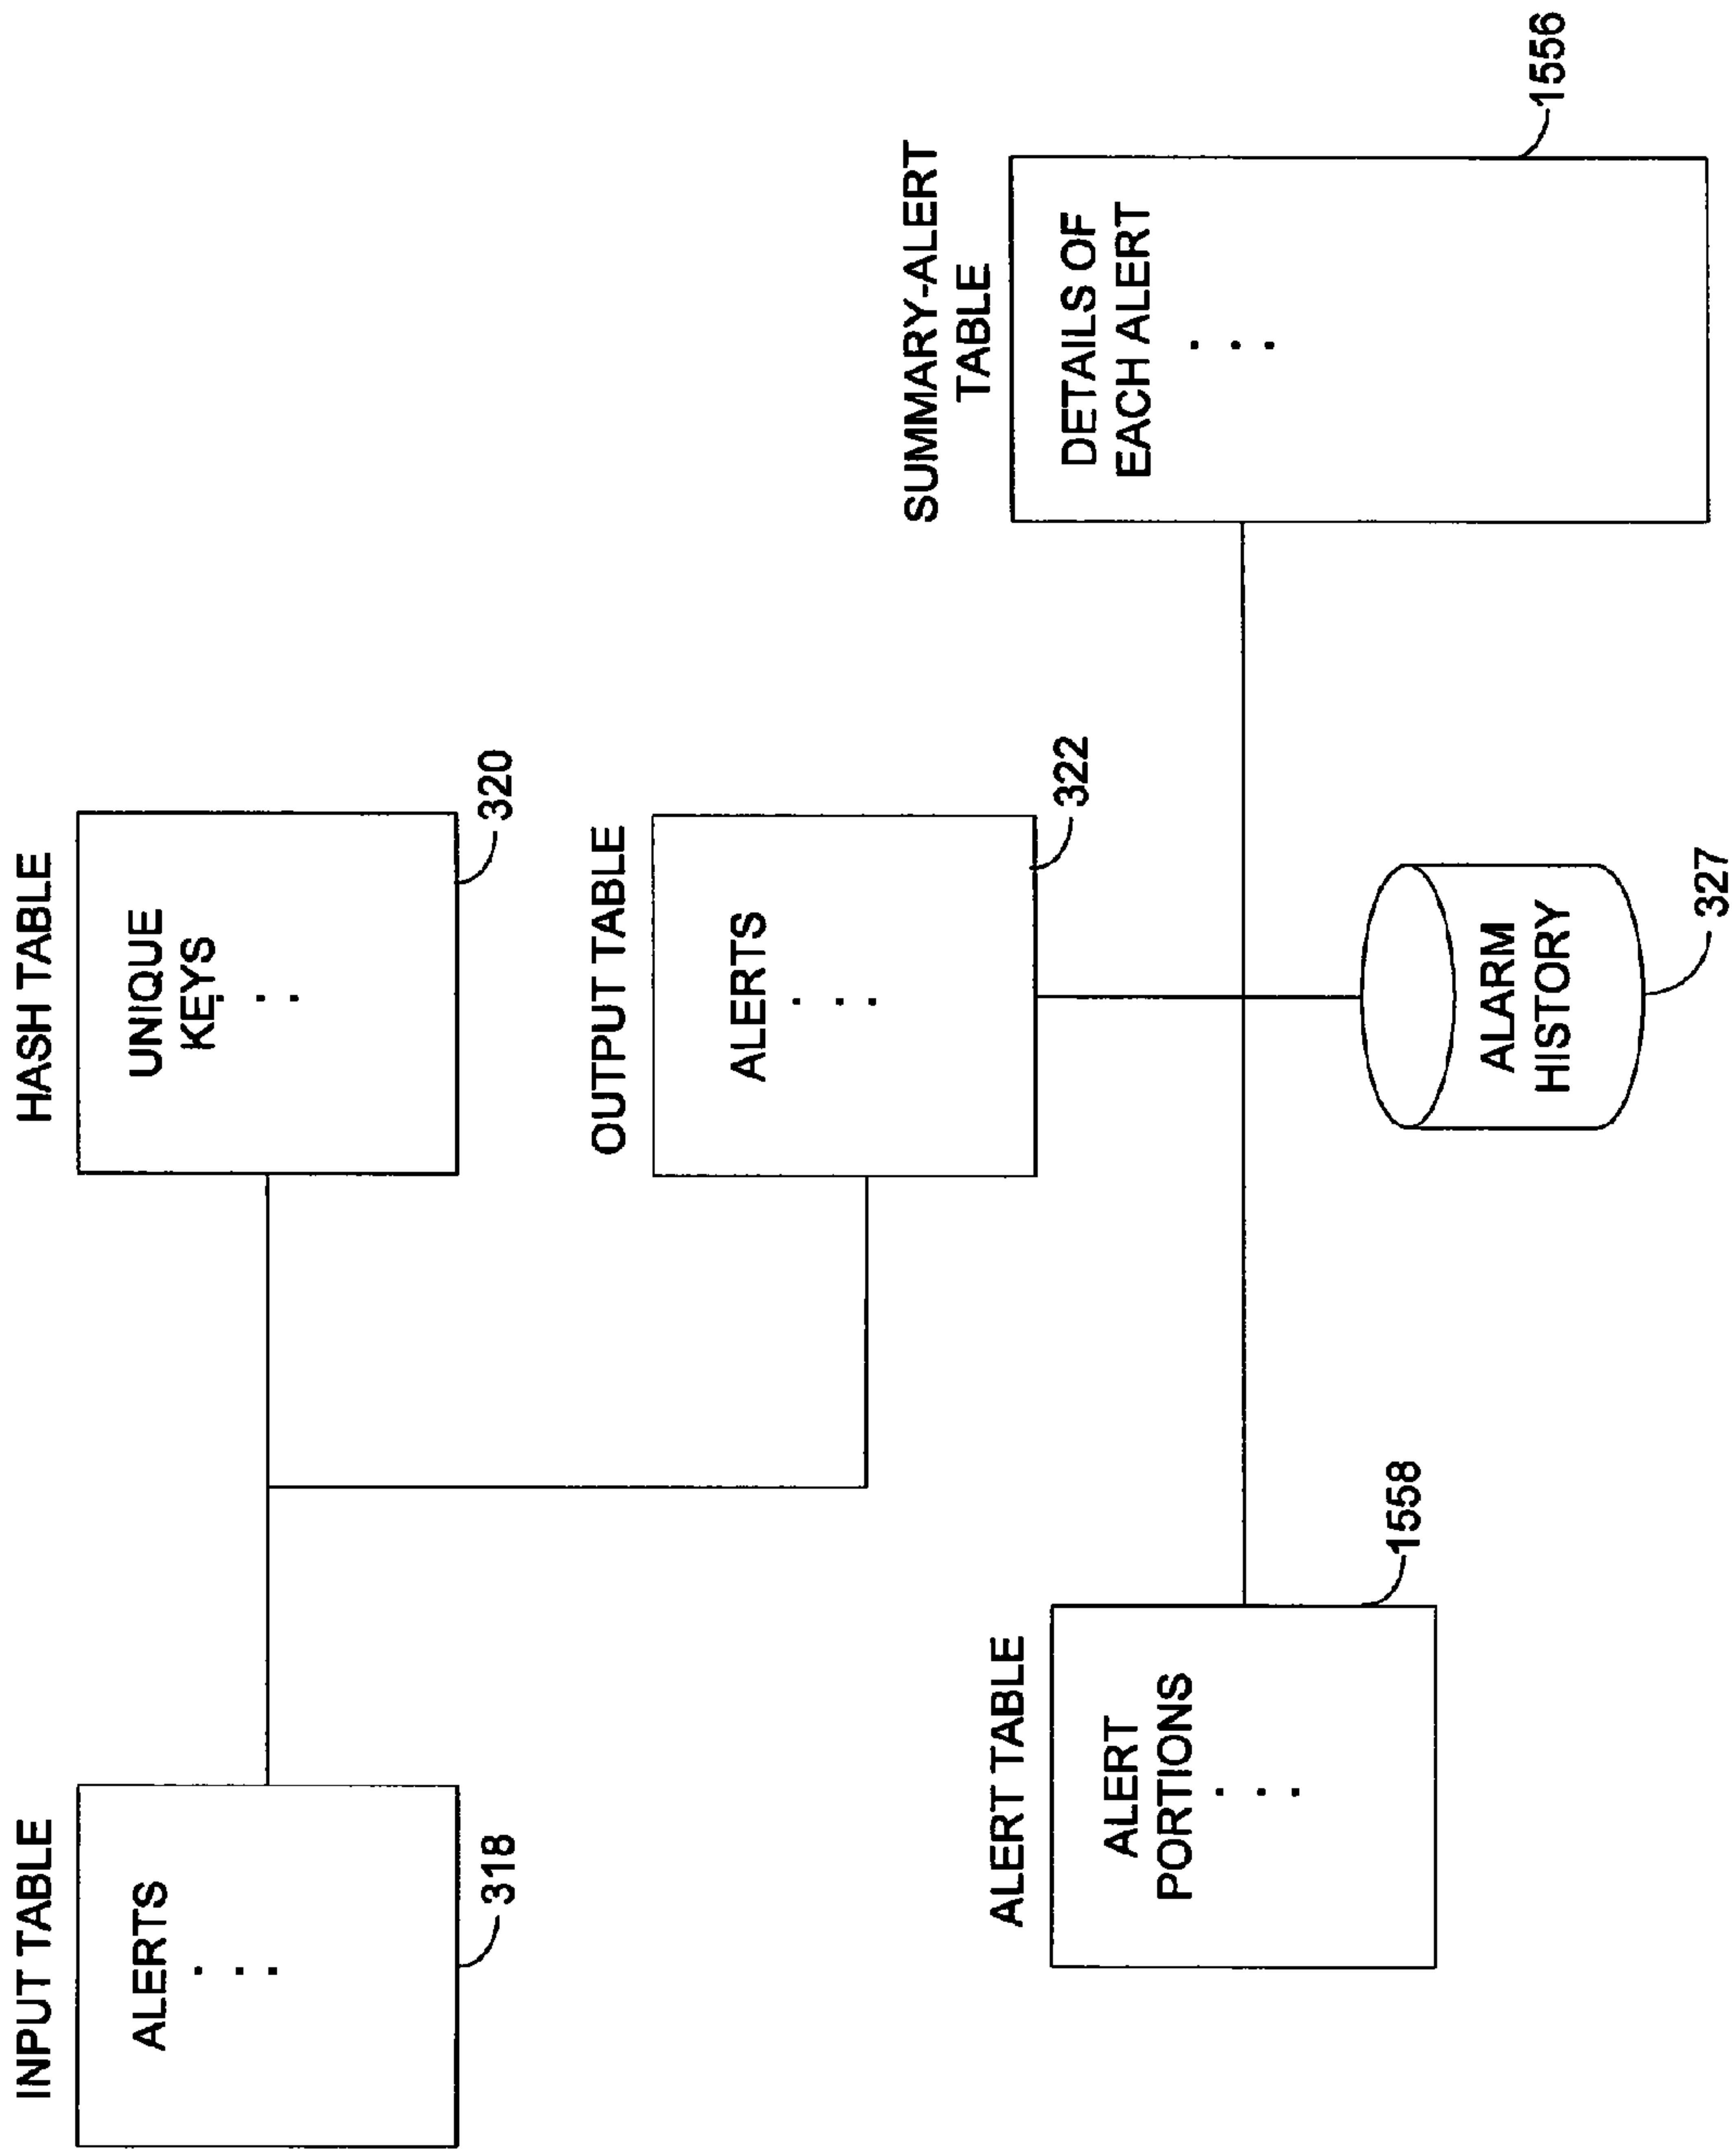 INPUT TABLE
ALERTS
318
HASH TABLE
UNIQUE
KEYS
320
OUTPUT TABLE
ALERTS
322
ALERT TABLE
ALERT
PORTIONS
1558
ALARM
HISTORY
327
SUMMARY-ALERT
TABLE
DETAILS OF
EACH ALERT
1556